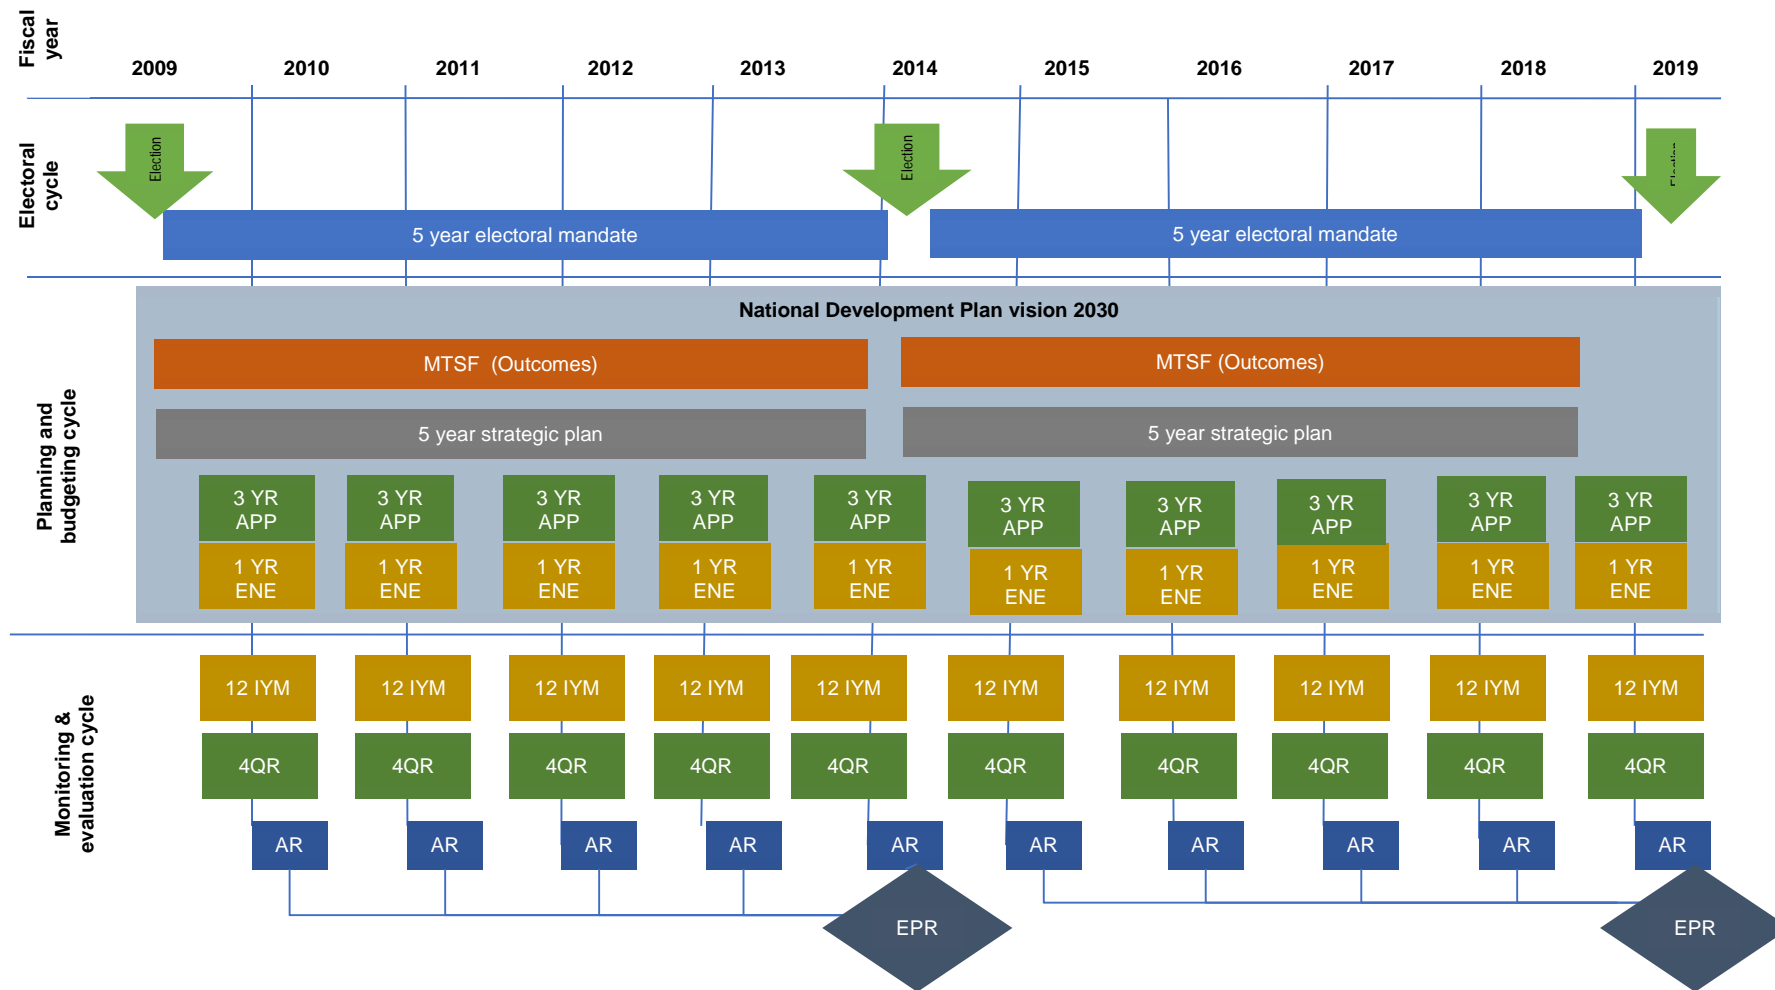 Fiscal
year
2009 2010 2011 2012 2013 2014 2015 2016 2017 2018 2019
Electoral
cycle
Election Election Election
5 year electoral mandate 5 year electoral mandate
Planning and
budgeting cycle
National Development Plan vision 2030
MTSF (Outcomes) MTSF (Outcomes)
5 year strategic plan 5 year strategic plan
3 YR 3 YR 3 YR 3 YR 3 YR 3 YR 3 YR 3 YR 3 YR 3 YR
APP APP APP APP APP APP APP APP APP APP
1 YR 1 YR 1 YR 1 YR 1 YR 1 YR 1 YR 1 YR 1 YR 1 YR
ENE ENE ENE ENE ENE ENE ENE ENE ENE ENE
Monitoring &
evaluation cycle
12 IYM 12 IYM 12 IYM 12 IYM 12 IYM 12 IYM 12 IYM 12 IYM 12 IYM 12 IYM
4QR 4QR 4QR 4QR 4QR 4QR 4QR 4QR 4QR 4QR
AR AR AR AR AR AR AR AR AR AR
EPR EPR